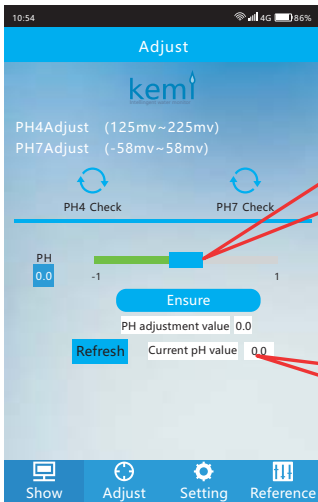 10:54 4G 86%
Adjust
kemi
PH4Adjust (125mv~225mv)
PH7Adjust (-58mv~58mv)
PH4 Check PH7 Check
PH
0.0 -1 1
Ensure
PH adjustment value 0.0
Refresh Current pH value 0.0
Show Adjust Setting Reference